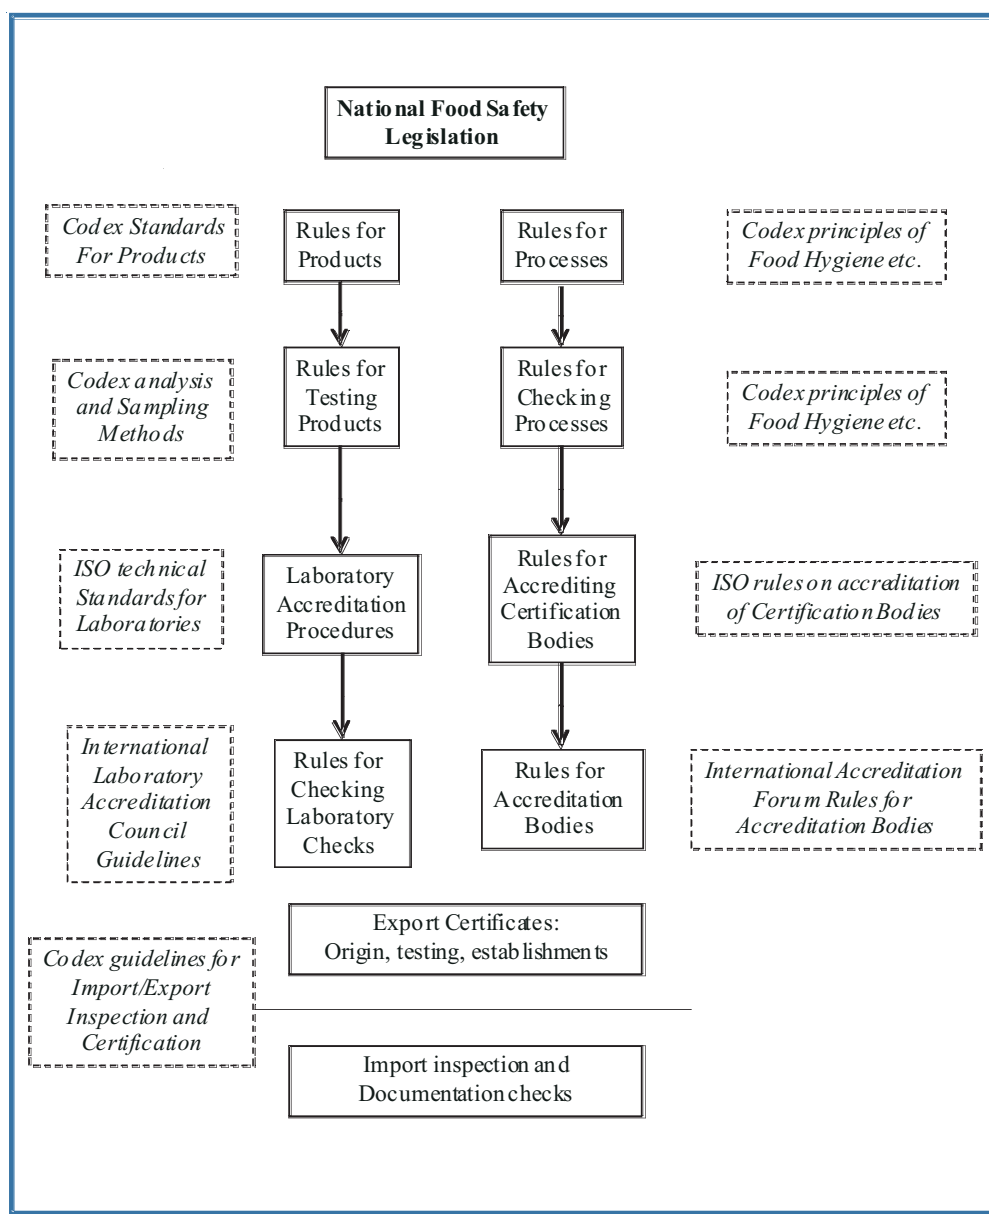 National Food Safety
Legislation
Codex Standards
For Products
Rules for
Products
Rules for
Processes
Codex principles of
Food Hygiene etc.
Codex analysis
and Sampling
Methods
Rules for
Testing
Products
Rules for
Checking
Processes
Codex principles of
Food Hygiene etc.
ISO technical
Standards for
Laboratories
Laboratory
Accreditation
Procedures
Rules for
Accrediting
Certification
Bodies
ISO rules on accreditation
of Certification Bodies
International
Laboratory
Accreditation
Council
Guidelines
Rules for
Checking
Laboratory
Checks
Rules for
Accreditation
Bodies
International Accreditation
Forum Rules for
Accreditation Bodies
Export Certificates:
Origin, testing, establishments
Codex guidelines for
Import/Export
Inspection and
Certification
Import inspection and
Documentation checks